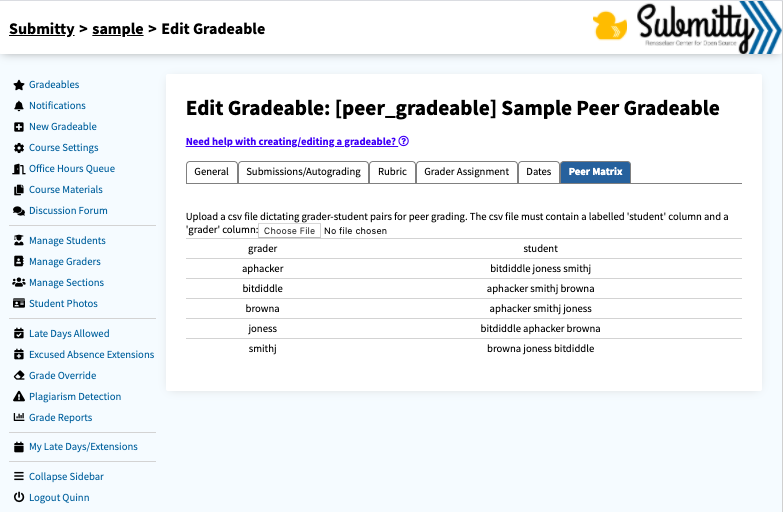 Submitty > sample > Edit Gradeable
Submitty
Rensselaer Center for Open Source
Gradeables
Notifications
New Gradeable
Course Settings
Office Hours Queue
Course Materials
Discussion Forum
Manage Students
Manage Graders
Manage Sections
Student Photos
Late Days Allowed
Excused Absence Extensions
Grade Override
Plagiarism Detection
Grade Reports
My Late Days/Extensions
Collapse Sidebar
Logout Quinn
Edit Gradeable: [peer_gradeable] Sample Peer Gradeable
Need help with creating/editing a gradeable?
General Submissions/Autograding Rubric Grader Assignment Dates Peer Matrix
Upload a csv file dictating grader-student pairs for peer grading. The csv file must contain a labelled 'student' column and a
'grader' column: Choose File No file chosen
grader student
aphacker bitdiddle joness smithj
bitdiddle aphacker smithj browna
browna aphacker smithj joness
joness bitdiddle aphacker browna
smithj browna joness bitdiddle